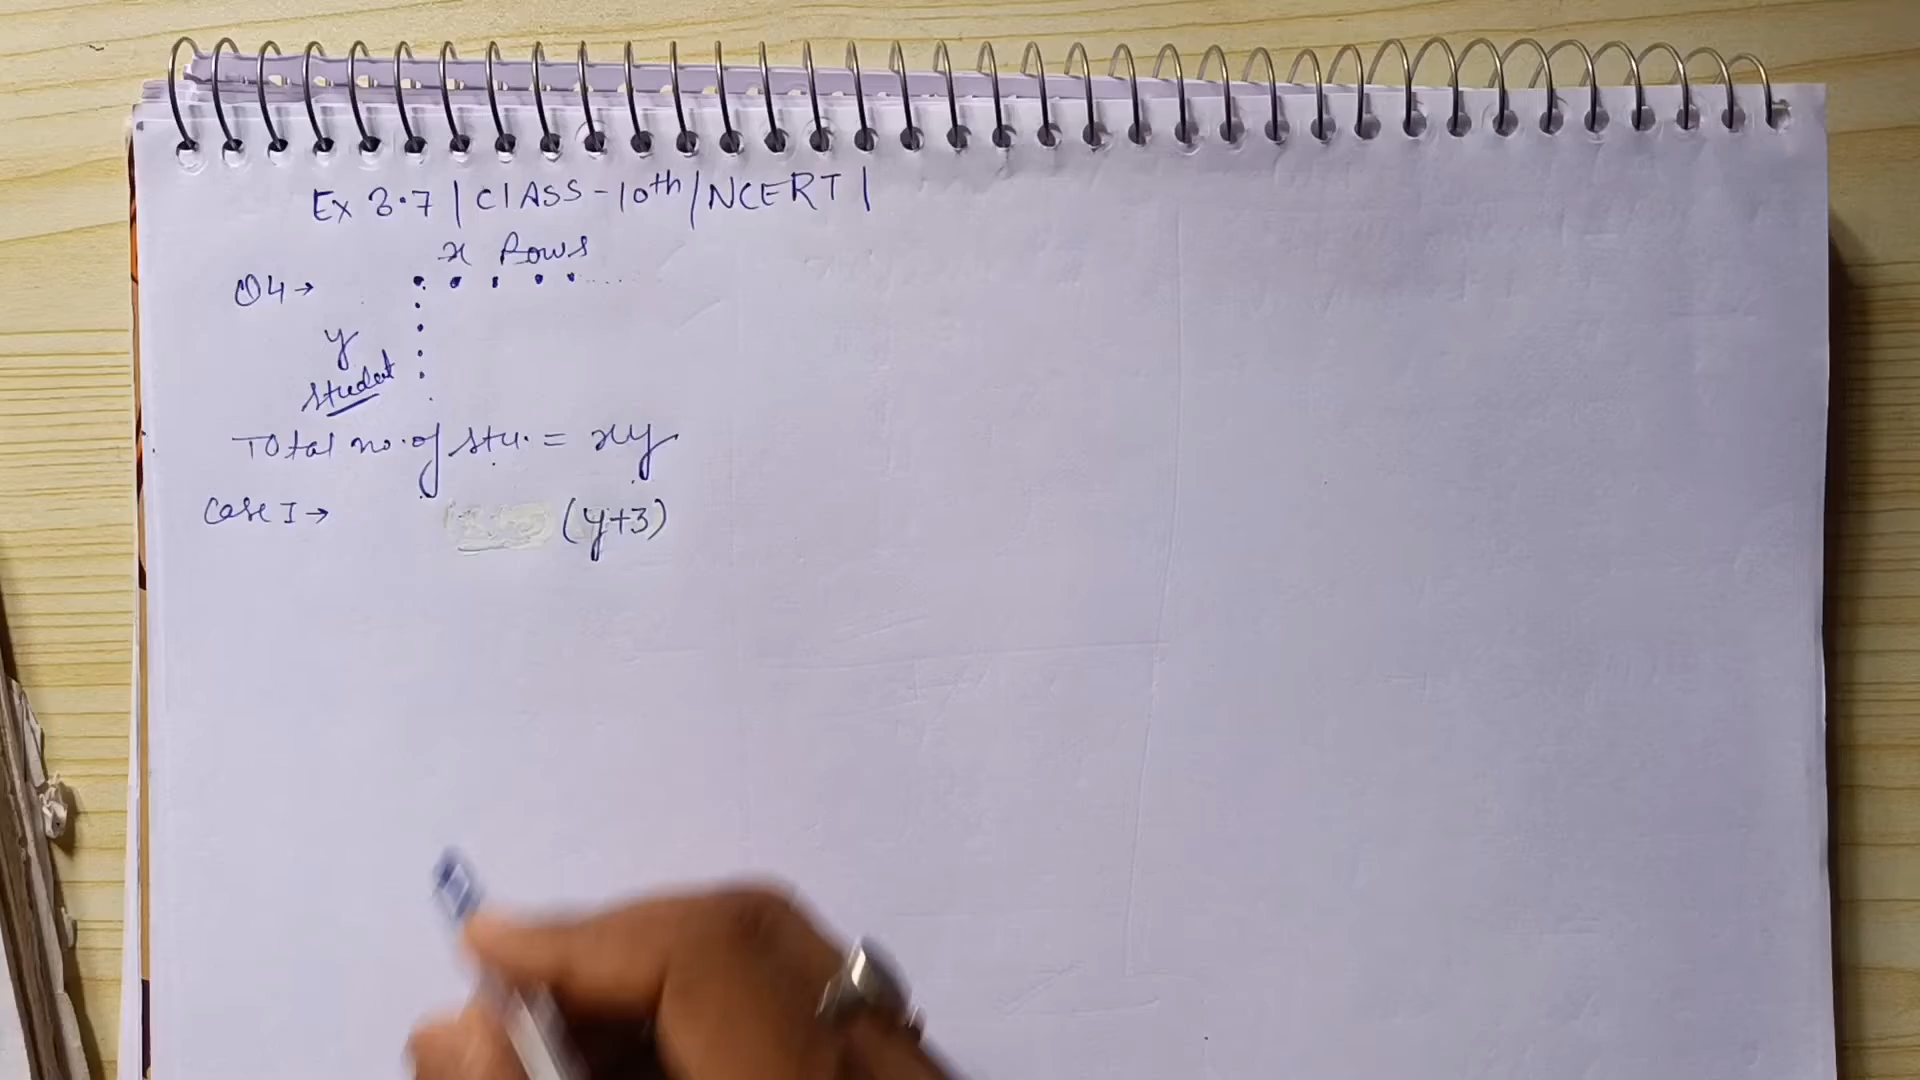 Ex 3.7 | CLASS-10th / NCERT |
x Rows
Q4→
y
student
Total no. of stu. = xy
Case I → (y+3)